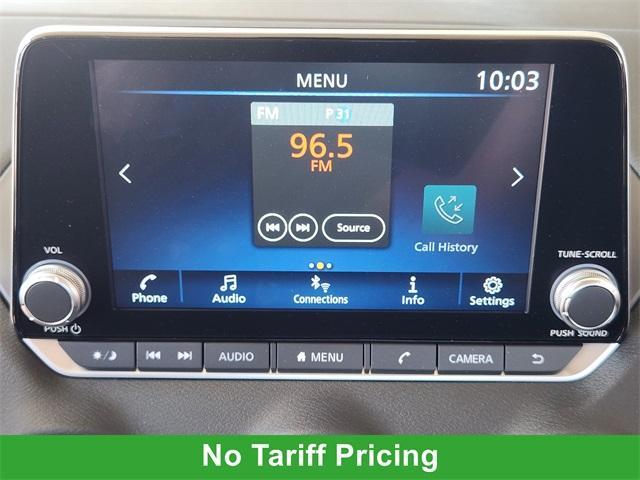 MENU 10:03
FM P31
96.5
FM
Source
Call History
VOL TUNE-SCROLL
Phone Audio Connections Info Settings
PUSH PUSH SOUND
AUDIO MENU CAMERA
No Tariff Pricing